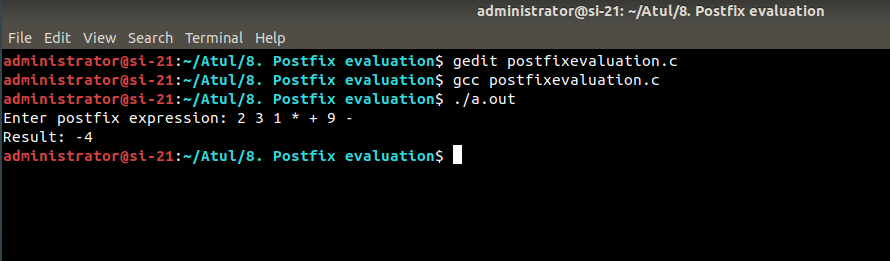 administrator@si-21: ~/Atul/8. Postfix evaluation
File Edit View Search Terminal Help
administrator@si-21:~/Atul/8. Postfix evaluation$ gedit postfixevaluation.c
administrator@si-21:~/Atul/8. Postfix evaluation$ gcc postfixevaluation.c
administrator@si-21:~/Atul/8. Postfix evaluation$ ./a.out
Enter postfix expression: 2 3 1 * + 9 -
Result: -4
administrator@si-21:~/Atul/8. Postfix evaluation$